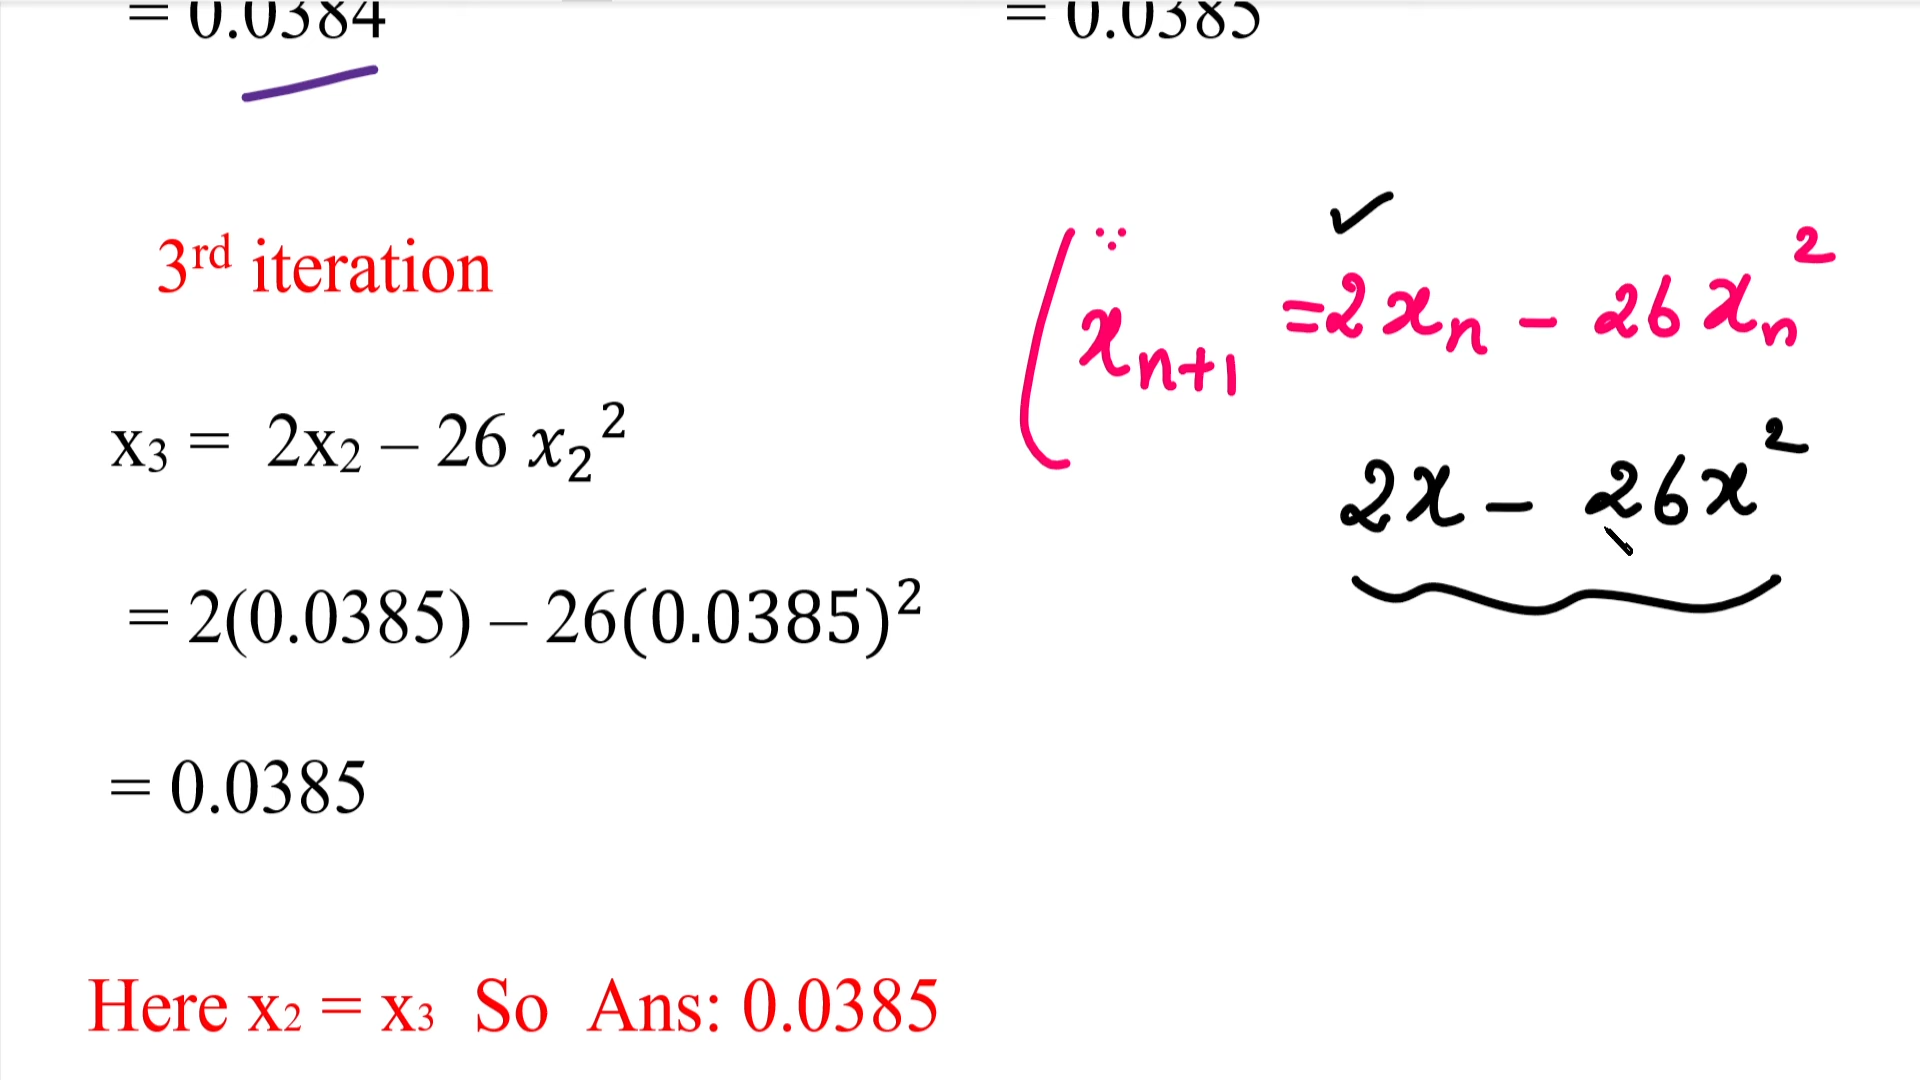 = 0.0384
= 0.0385
3rd iteration
x3 = 2x2 – 26 x₂²
= 2(0.0385) – 26(0.0385)²
= 0.0385
Here x2 = x3 So Ans: 0.0385
✓
(∵ xₙ₊₁ = 2xₙ – 26xₙ²
2x – 26x²